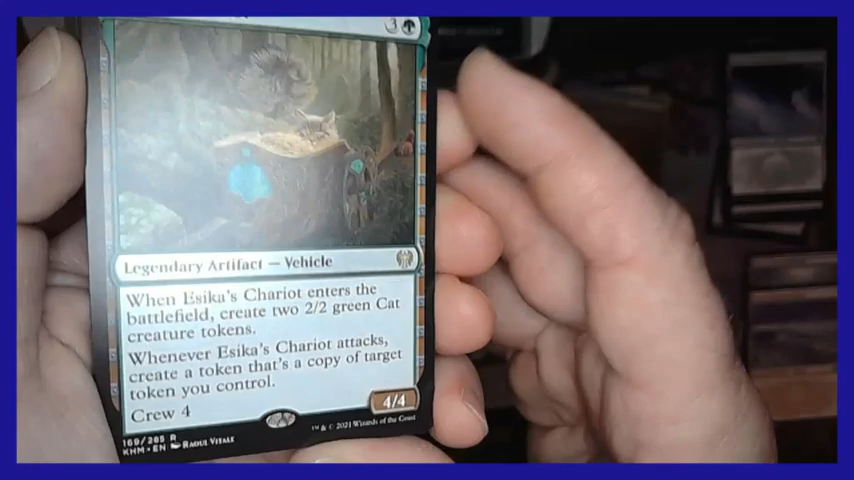 3
Legendary Artifact — Vehicle
When Esika's Chariot enters the
battlefield, create two 2/2 green Cat
creature tokens.
Whenever Esika's Chariot attacks,
create a token that's a copy of target
token you control.
Crew 4
4/4
169/285 R
KHM • EN RAOUL VITALE
™ & © 2021 Wizards of the Coast